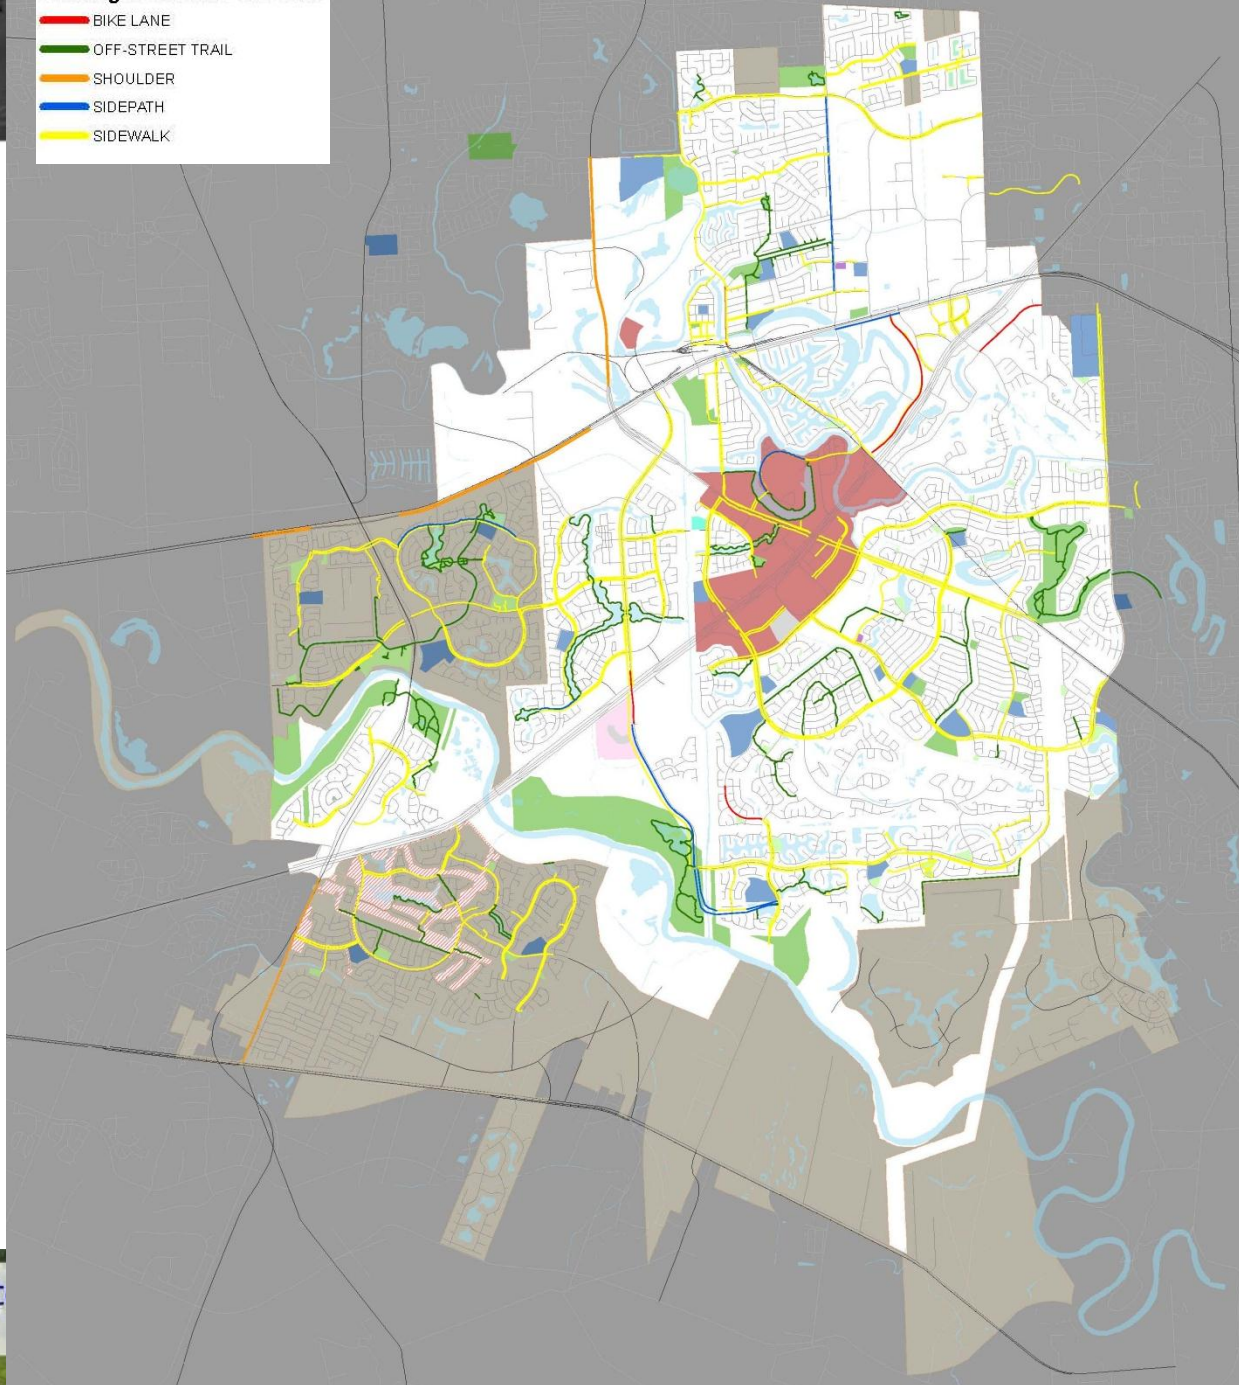 BIKE LANE
OFF-STREET TRAIL
SHOULDER
SIDEPATH
SIDEWALK